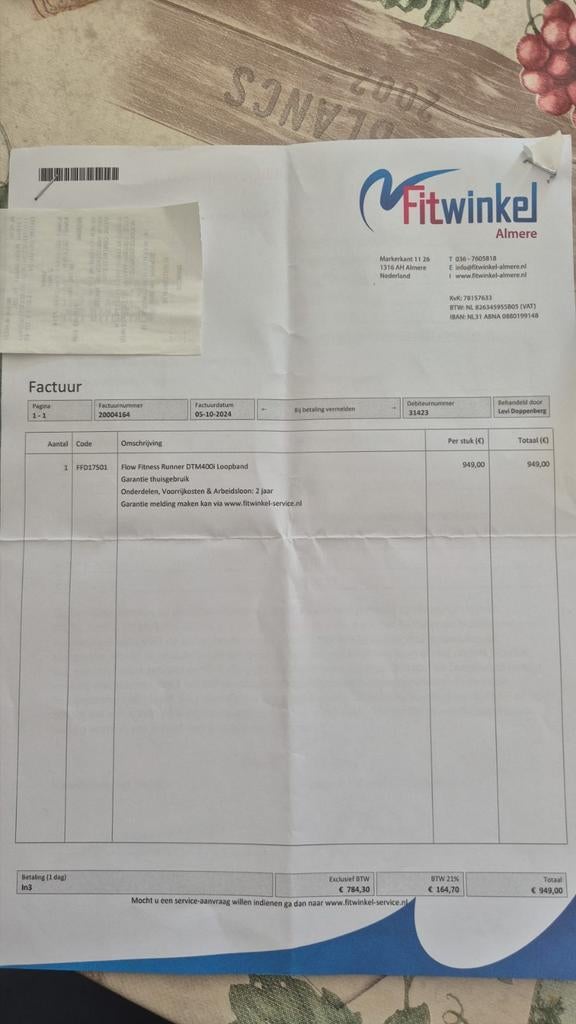 BLANCS
2002
Fitwinkel
Almere
Markerkant 11 26
1316 AH Almere
Nederland
T 036 - 7605818
E info@fitwinkel-almere.nl
I www.fitwinkel-almere.nl
KvK: 78157633
BTW: NL 826345955B05 (VAT)
IBAN: NL31 ABNA 0880199148
Factuur
Pagina Factuurnummer Factuurdatum ← Bij betaling vermelden → Debiteurnummer Behandeld door
1 - 1 20004164 05-10-2024 31423 Levi Doppenberg
Aantal Code Omschrijving Per stuk (€) Totaal (€)
1 FFD17501 Flow Fitness Runner DTM400i Loopband 949,00 949,00
Garantie thuisgebruik
Onderdelen, Voorrijkosten & Arbeidsloon: 2 jaar
Garantie melding maken kan via www.fitwinkel-service.nl
Betaling (1 dag) Exclusief BTW BTW 21% Totaal
In3 € 784,30 € 164,70 € 949,00
Mocht u een service-aanvraag willen indienen ga dan naar www.fitwinkel-service.nl